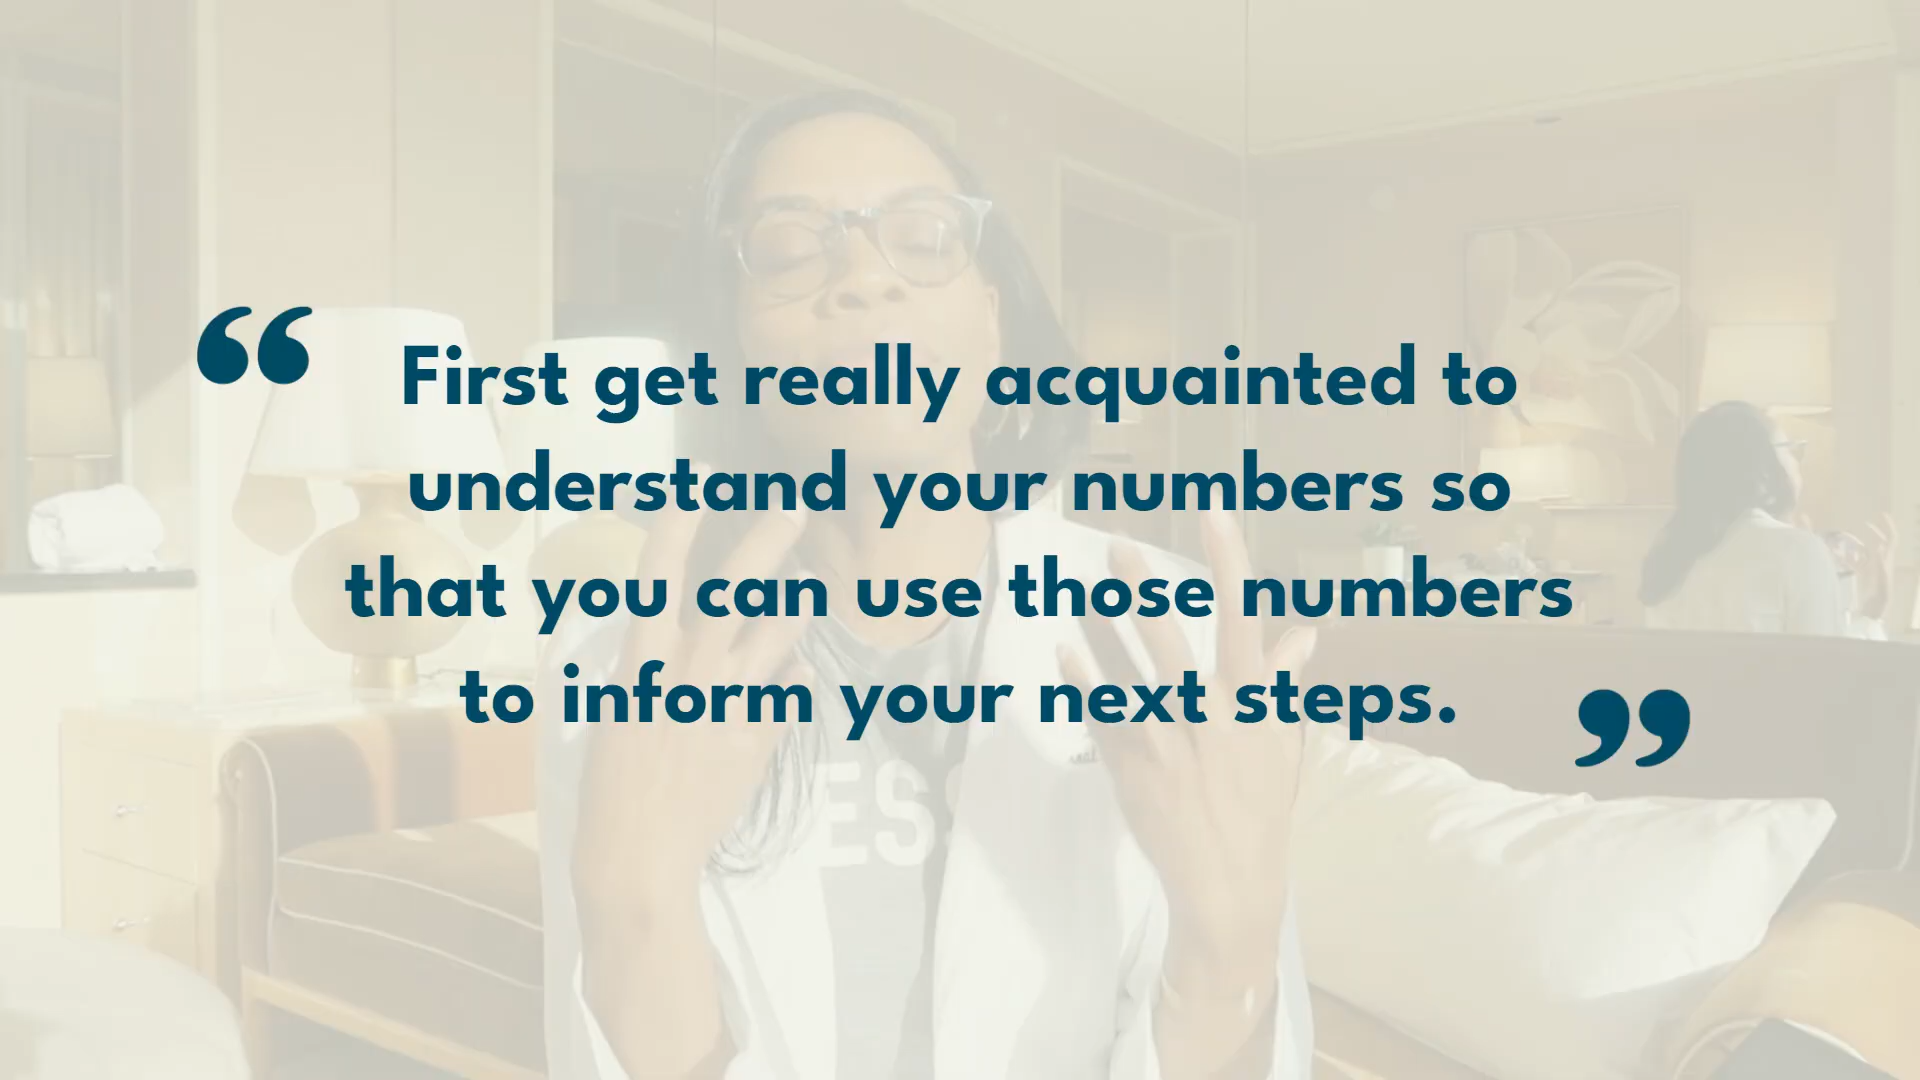 “First get really acquainted to
understand your numbers so
that you can use those numbers
to inform your next steps.”
ESS